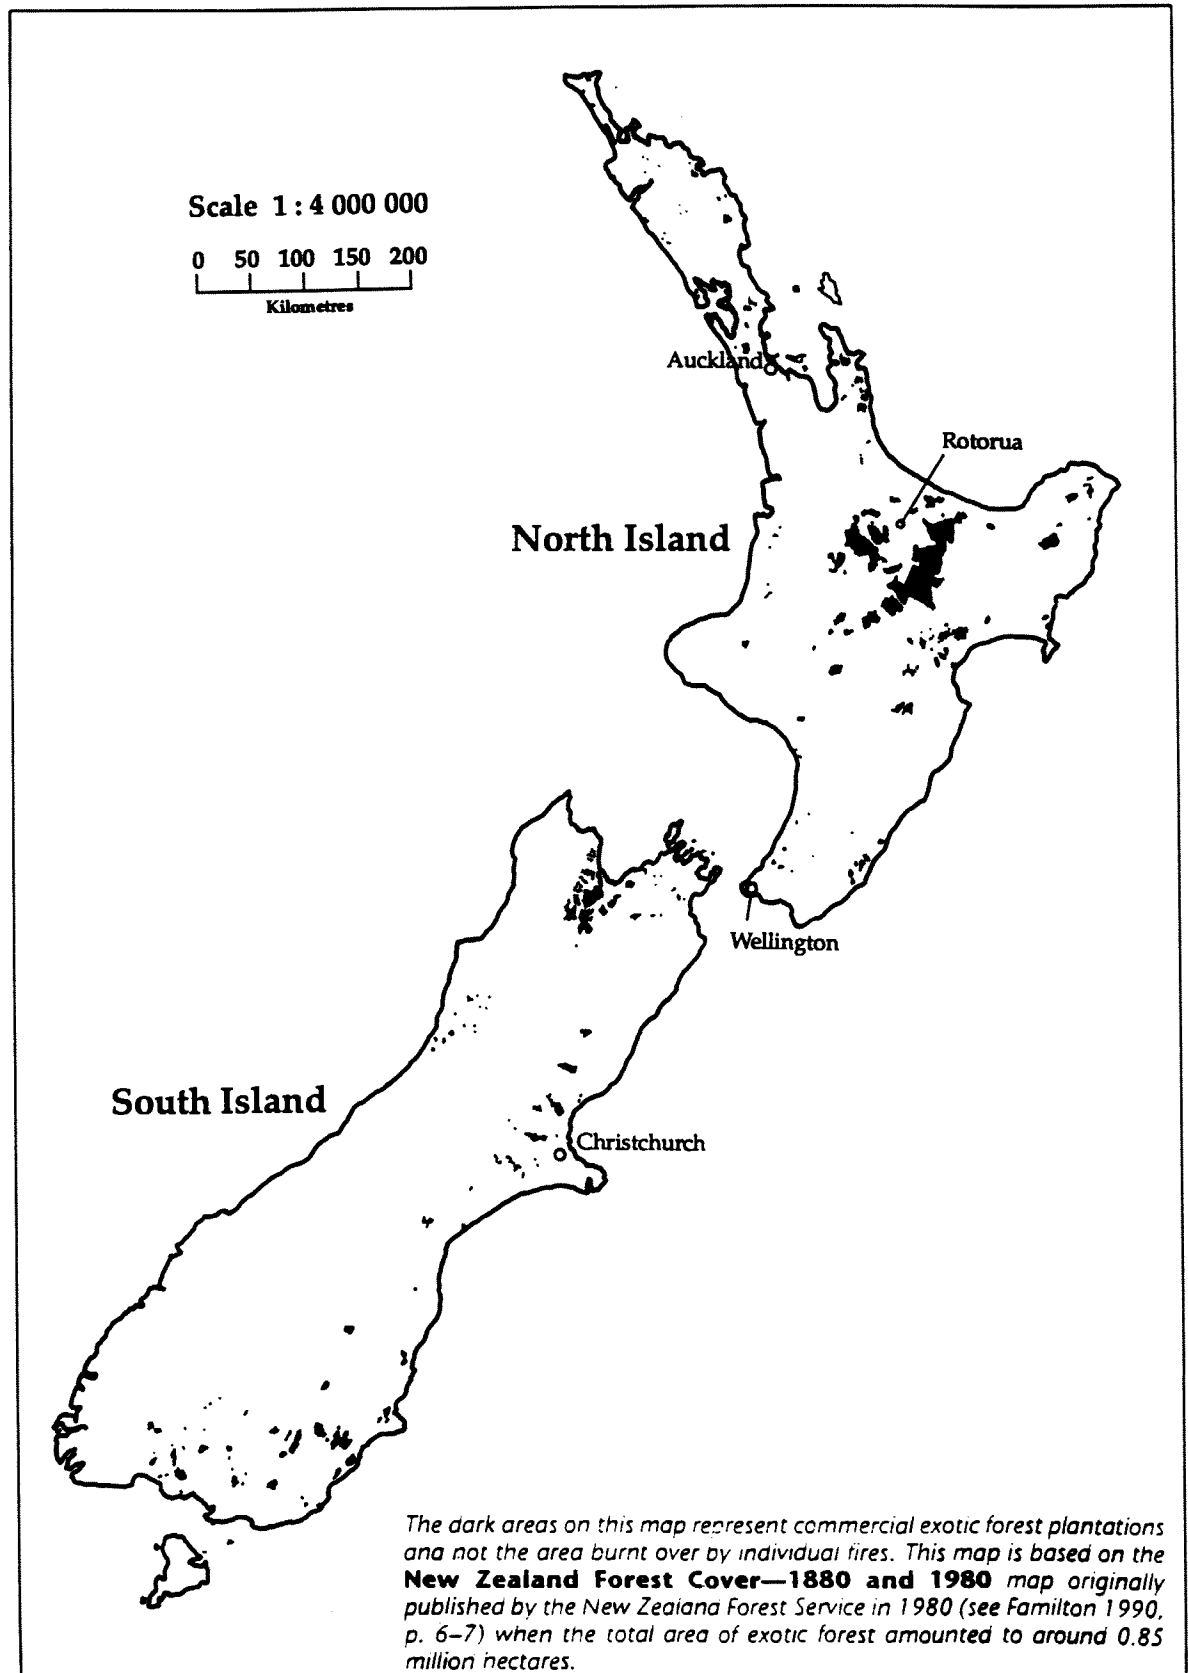 Scale 1 : 4 000 000
0 50 100 150 200
Kilometres
Auckland
Rotorua
North Island
Wellington
South Island
Christchurch
The dark areas on this map represent commercial exotic forest plantations
and not the area burnt over by individual fires. This map is based on the
New Zealand Forest Cover—1880 and 1980 map originally
published by the New Zealand Forest Service in 1980 (see Familton 1990,
p. 6–7) when the total area of exotic forest amounted to around 0.85
million hectares.